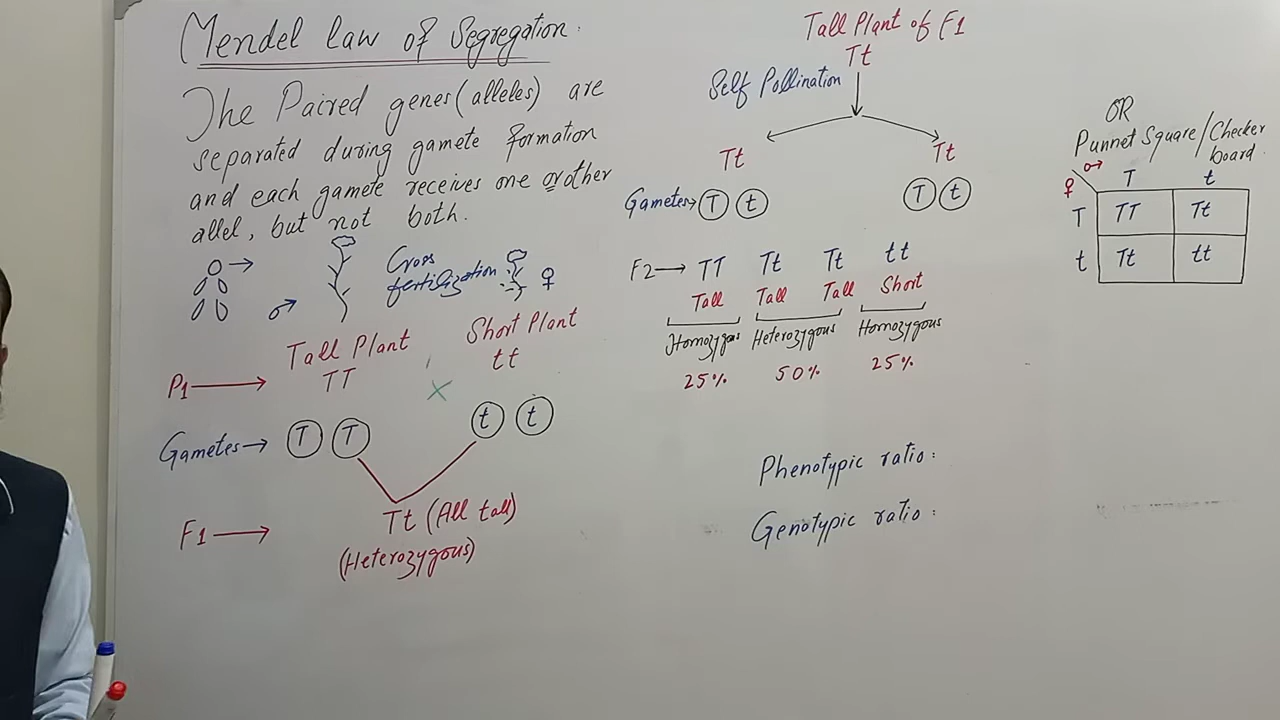 Mendel law of Segregation.
The Paired genes (alleles) are
separated during gamete formation
and each gamete receives one or other
allel, but not both.
Cross
fertilization
♂
♀
Tall Plant
Short Plant
P1 → TT tt
×
Gametes → T T t t
F1 → Tt (All tall)
(Heterozygous)
Tall Plant of F1
Tt
Self Pollination
Tt Tt
Gametes → T t T t
F2 → TT Tt Tt tt
Tall Tall Tall Short
Homozygous Heterozygous Homozygous
25% 50% 25%
Phenotypic ratio:
Genotypic ratio:
OR
Punnet Square/Checker
board.
♂
♀ T t
T TT Tt
t Tt tt